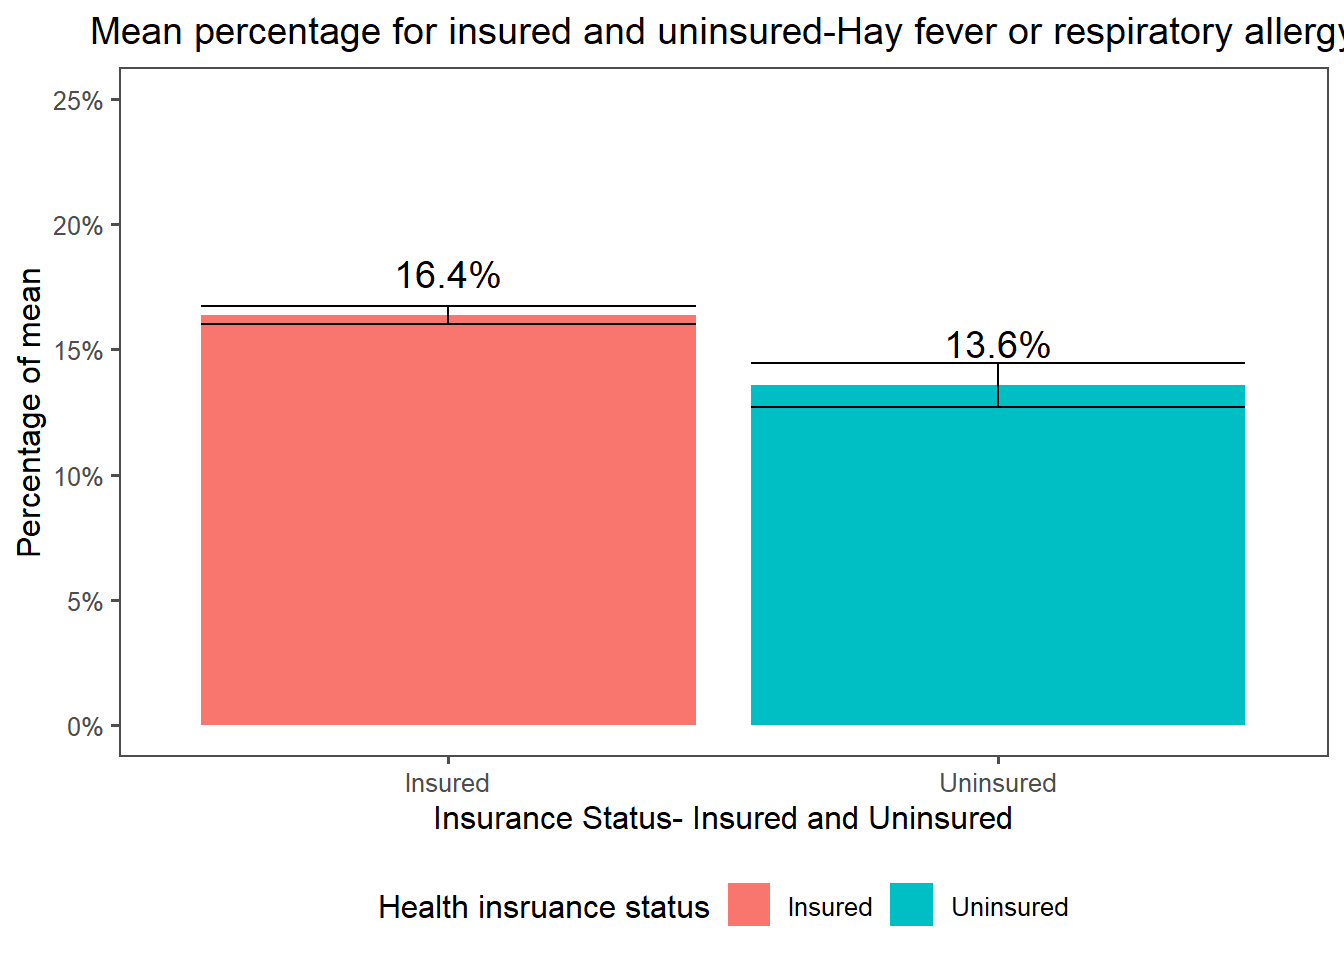 Mean percentage for insured and uninsured-Hay fever or respiratory allergy
25%
20%
15%
10%
5%
0%
Percentage of mean
16.4%
13.6%
Insured
Uninsured
Insurance Status- Insured and Uninsured
Health insruance status
Insured
Uninsured